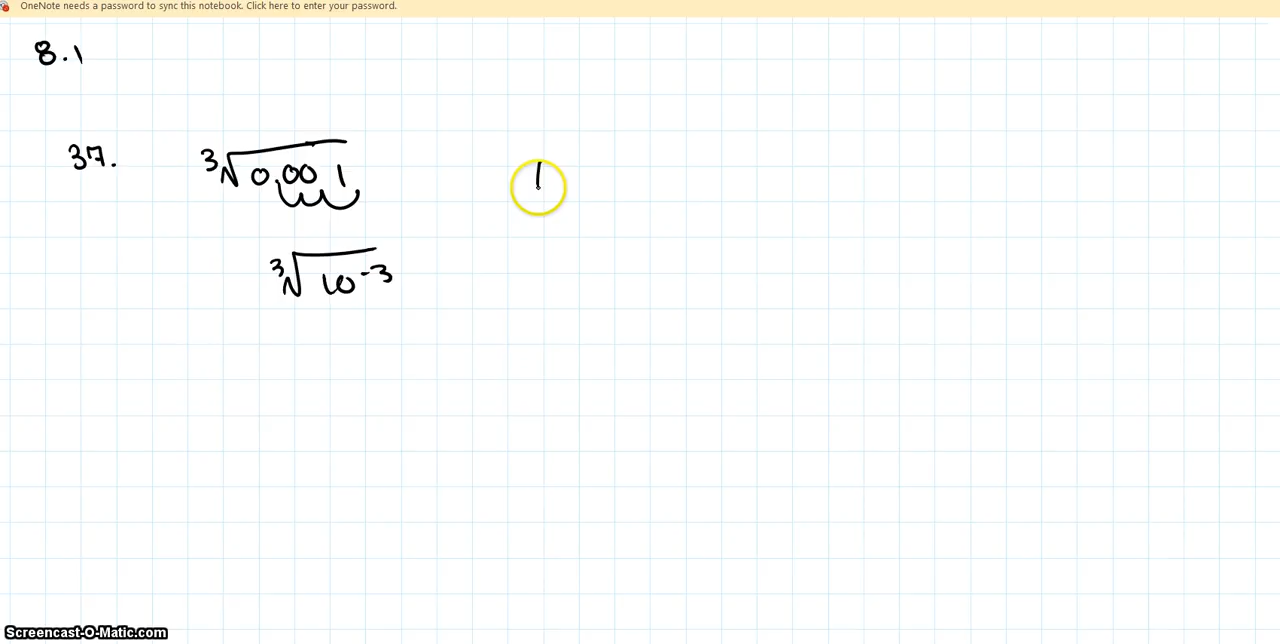 OneNote needs a password to sync this notebook. Click here to enter your password.
8.1
37. ∛0.001 1
∛10⁻³
Screencast-O-Matic.com